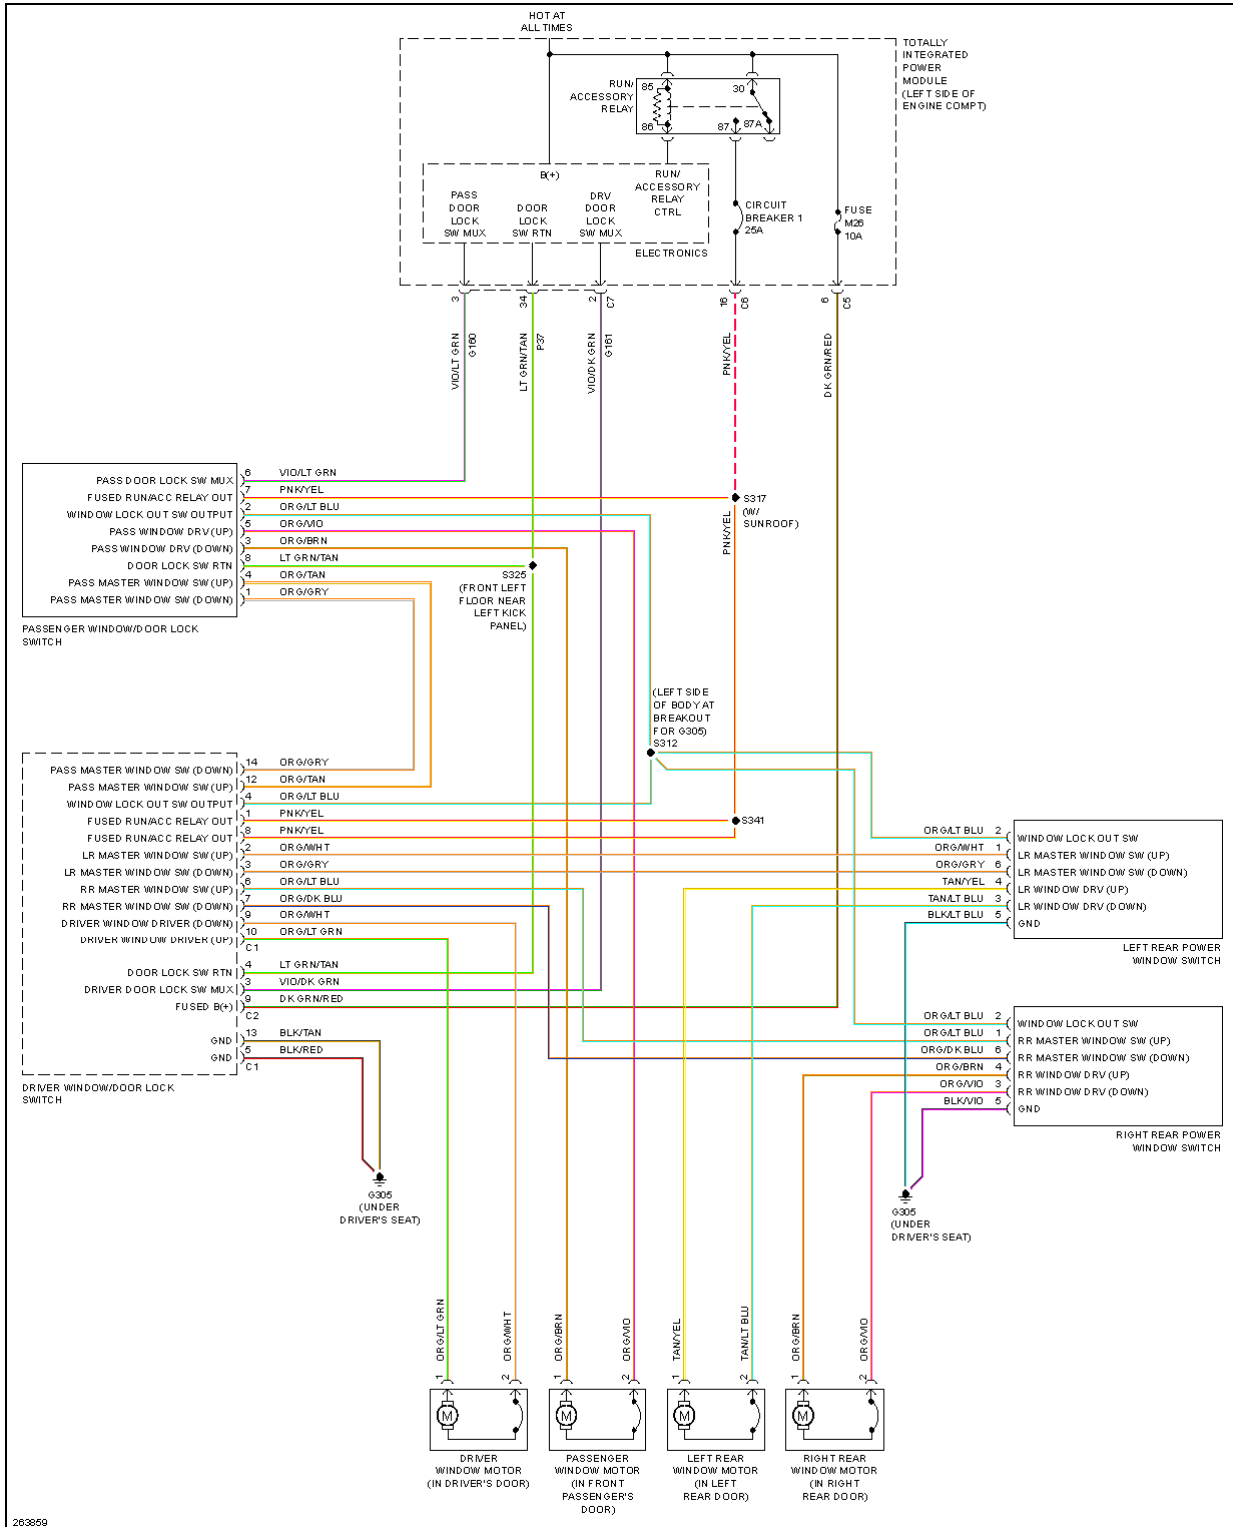 HOT AT
ALL TIMES
TOTALLY
INTEGRATED
POWER
MODULE
(LEFT SIDE OF
ENGINE COMPT)
RUN/
ACCESSORY
RELAY
85
30
86
87
87A
B(+)
RUN/
ACCESSORY
RELAY
CTRL
PASS
DOOR
LOCK
SW MUX
DOOR
LOCK
SW RTN
DRV
DOOR
LOCK
SW MUX
ELECTRONICS
CIRCUIT
BREAKER 1
25A
FUSE
M26
10A
3
34
2
C7
16
C6
6
C5
VIO/LT GRN
G160
LT GRN/TAN
P37
VIO/DK GRN
G161
PNK/YEL
DK GRN/RED
PASS DOOR LOCK SW MUX 6 VIO/LT GRN
FUSED RUN/ACC RELAY OUT 7 PNK/YEL
WINDOW LOCK OUT SW OUTPUT 2 ORG/LT BLU
PASS WINDOW DRV (UP) 5 ORG/VIO
PASS WINDOW DRV (DOWN) 3 ORG/BRN
DOOR LOCK SW RTN 8 LT GRN/TAN
PASS MASTER WINDOW SW (UP) 4 ORG/TAN
PASS MASTER WINDOW SW (DOWN) 1 ORG/GRY
PASSENGER WINDOW/DOOR LOCK
SWITCH
S317
(W/
SUNROOF)
PNK/YEL
S325
(FRONT LEFT
FLOOR NEAR
LEFT KICK
PANEL)
(LEFT SIDE
OF BODY AT
BREAKOUT
FOR G305)
S312
S341
PASS MASTER WINDOW SW (DOWN) 14 ORG/GRY
PASS MASTER WINDOW SW (UP) 12 ORG/TAN
WINDOW LOCK OUT SW OUTPUT 4 ORG/LT BLU
FUSED RUN/ACC RELAY OUT 1 PNK/YEL
FUSED RUN/ACC RELAY OUT 8 PNK/YEL
LR MASTER WINDOW SW (UP) 2 ORG/WHT
LR MASTER WINDOW SW (DOWN) 3 ORG/GRY
RR MASTER WINDOW SW (UP) 6 ORG/LT BLU
RR MASTER WINDOW SW (DOWN) 7 ORG/DK BLU
DRIVER WINDOW DRIVER (DOWN) 9 ORG/WHT
DRIVER WINDOW DRIVER (UP) 10 ORG/LT GRN
C1
DOOR LOCK SW RTN 4 LT GRN/TAN
DRIVER DOOR LOCK SW MUX 3 VIO/DK GRN
FUSED B(+) 9 DK GRN/RED
C2
GND 13 BLK/TAN
GND 5 BLK/RED
C1
DRIVER WINDOW/DOOR LOCK
SWITCH
ORG/LT BLU 2 WINDOW LOCK OUT SW
ORG/WHT 1 LR MASTER WINDOW SW (UP)
ORG/GRY 6 LR MASTER WINDOW SW (DOWN)
TAN/YEL 4 LR WINDOW DRV (UP)
TAN/LT BLU 3 LR WINDOW DRV (DOWN)
BLK/LT BLU 5 GND
LEFT REAR POWER
WINDOW SWITCH
ORG/LT BLU 2 WINDOW LOCK OUT SW
ORG/LT BLU 1 RR MASTER WINDOW SW (UP)
ORG/DK BLU 6 RR MASTER WINDOW SW (DOWN)
ORG/BRN 4 RR WINDOW DRV (UP)
ORG/VIO 3 RR WINDOW DRV (DOWN)
BLK/VIO 5 GND
RIGHT REAR POWER
WINDOW SWITCH
G305
(UNDER
DRIVER'S SEAT)
G305
(UNDER
DRIVER'S SEAT)
ORG/LT GRN
ORG/WHT
ORG/BRN
ORG/VIO
TAN/YEL
TAN/LT BLU
ORG/BRN
ORG/VIO
1
2
1
2
1
2
1
2
M
M
M
M
DRIVER
WINDOW MOTOR
(IN DRIVER'S DOOR)
PASSENGER
WINDOW MOTOR
(IN FRONT
PASSENGER'S
DOOR)
LEFT REAR
WINDOW MOTOR
(IN LEFT
REAR DOOR)
RIGHT REAR
WINDOW MOTOR
(IN RIGHT
REAR DOOR)
263859